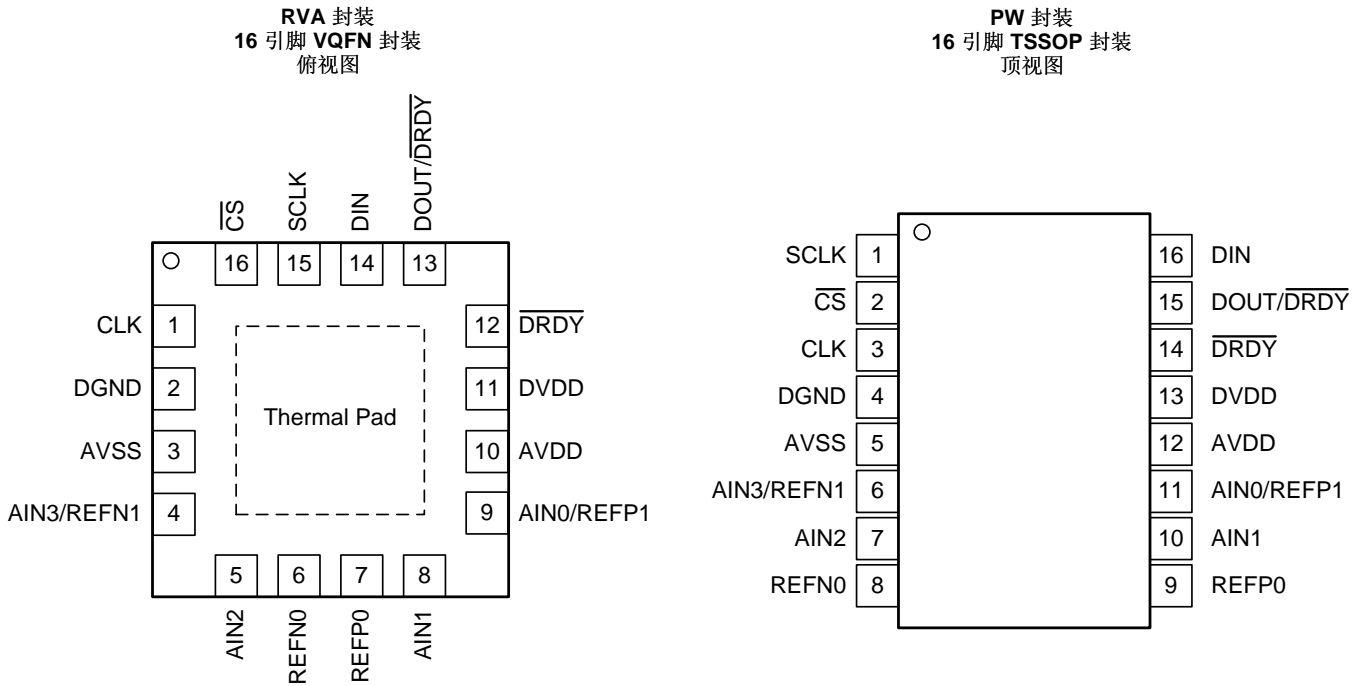 RVA 封装
16 引脚 VQFN 封装
俯视图
CS
SCLK
DIN
DOUT/DRDY
16
15
14
13
CLK
1
12
DRDY
DGND
2
11
DVDD
Thermal Pad
AVSS
3
10
AVDD
AIN3/REFN1
4
9
AIN0/REFP1
5
6
7
8
AIN2
REFN0
REFP0
AIN1
PW 封装
16 引脚 TSSOP 封装
顶视图
SCLK
1
16
DIN
CS
2
15
DOUT/DRDY
CLK
3
14
DRDY
DGND
4
13
DVDD
AVSS
5
12
AVDD
AIN3/REFN1
6
11
AIN0/REFP1
AIN2
7
10
AIN1
REFN0
8
9
REFP0